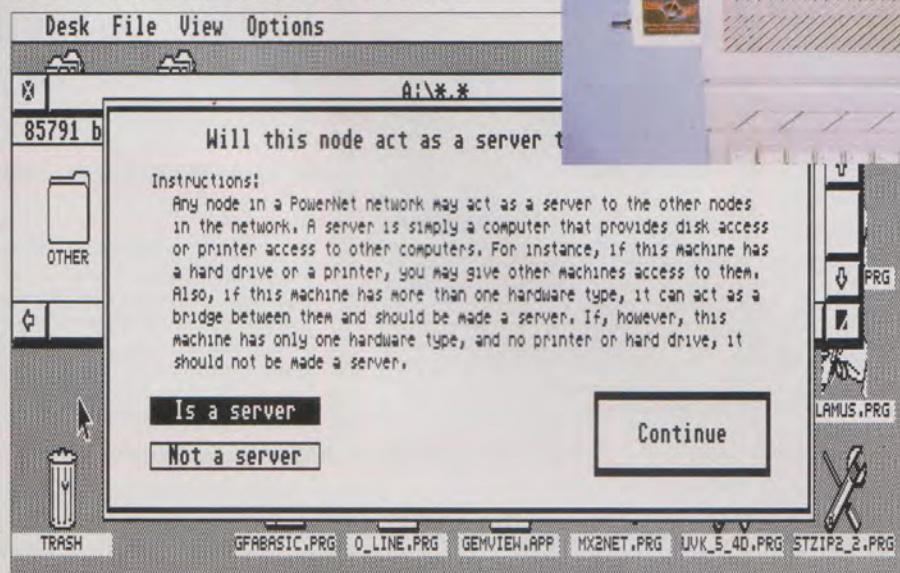 Desk File View Options
A:\*.*
85791 b
Will this node act as a server t
Instructions:
Any node in a PowerNet network may act as a server to the other nodes
in the network. A server is simply a computer that provides disk access
or printer access to other computers. For instance, if this machine has
a hard drive or a printer, you may give other machines access to them.
Also, if this machine has more than one hardware type, it can act as a
bridge between them and should be made a server. If, however, this
machine has only one hardware type, and no printer or hard drive, it
should not be made a server.
OTHER
PRG
Is a server
Not a server
Continue
LAMUS.PRG
TRASH
GFABASIC.PRG
O_LINE.PRG
GEMVIEW.APP
MX2NET.PRG
UVK_5_4D.PRG
STZIP2_2.PRG